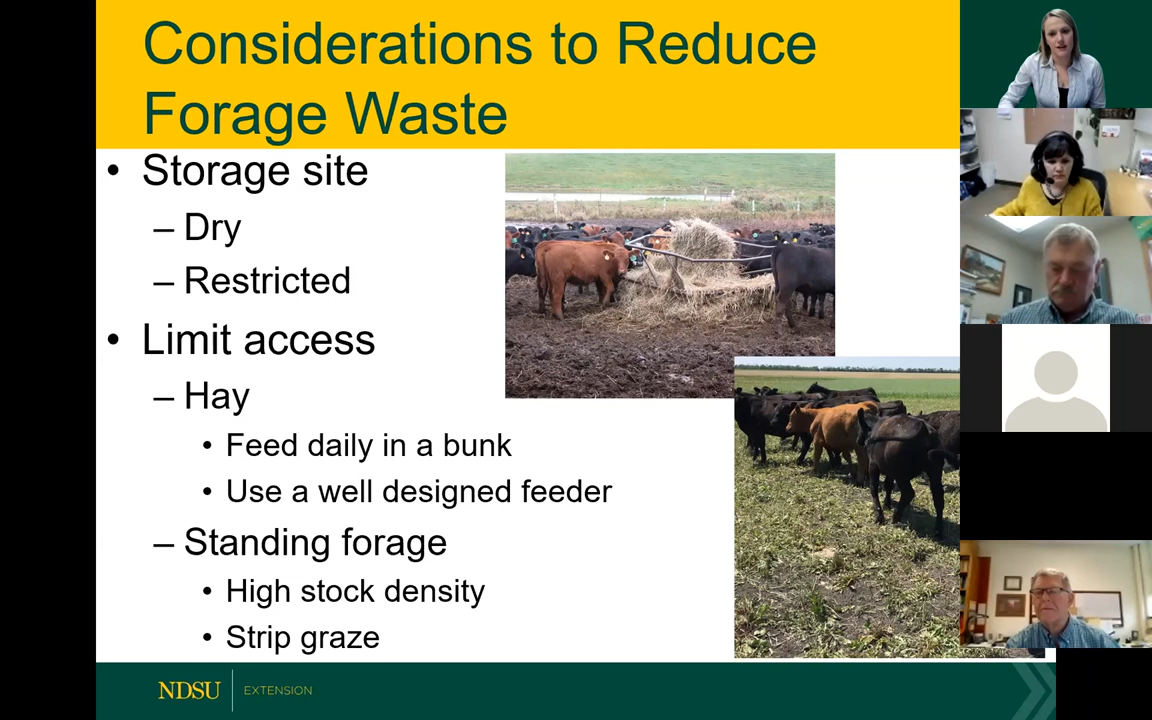 Considerations to Reduce
Forage Waste
• Storage site
– Dry
– Restricted
• Limit access
– Hay
• Feed daily in a bunk
• Use a well designed feeder
– Standing forage
• High stock density
• Strip graze
NDSU EXTENSION